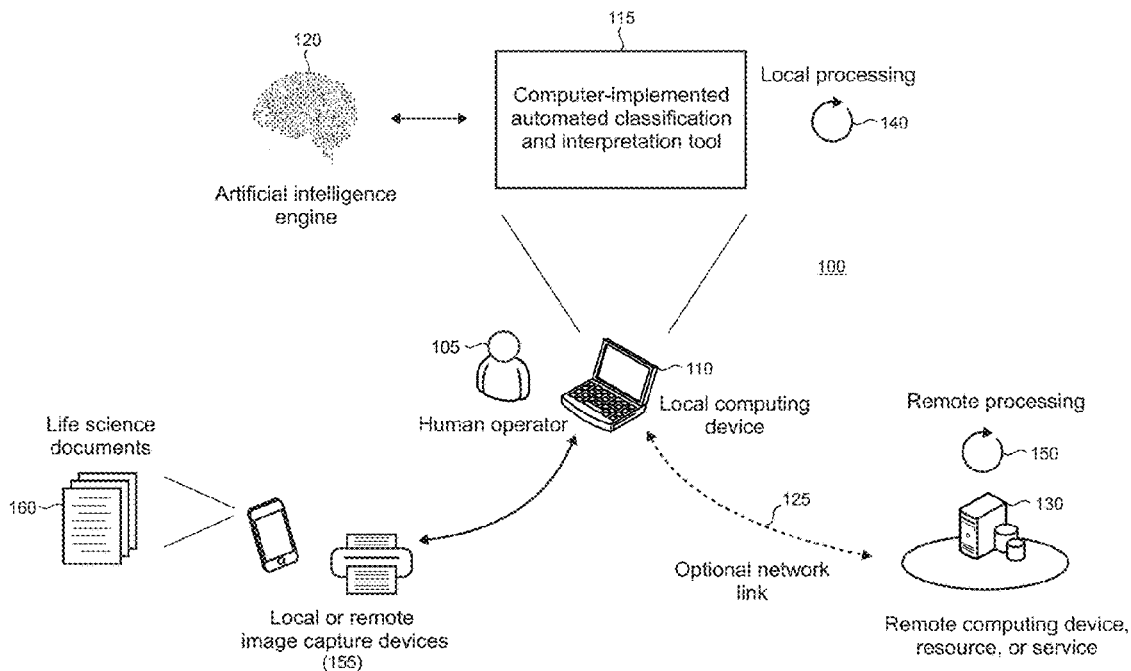 120
115
Computer-implemented
automated classification
and interpretation tool
Local processing
140
Artificial intelligence
engine
100
105
110
Human operator
Local computing
device
Remote processing
150
130
Life science
documents
160
125
Optional network
link
Local or remote
image capture devices
(155)
Remote computing device,
resource, or service